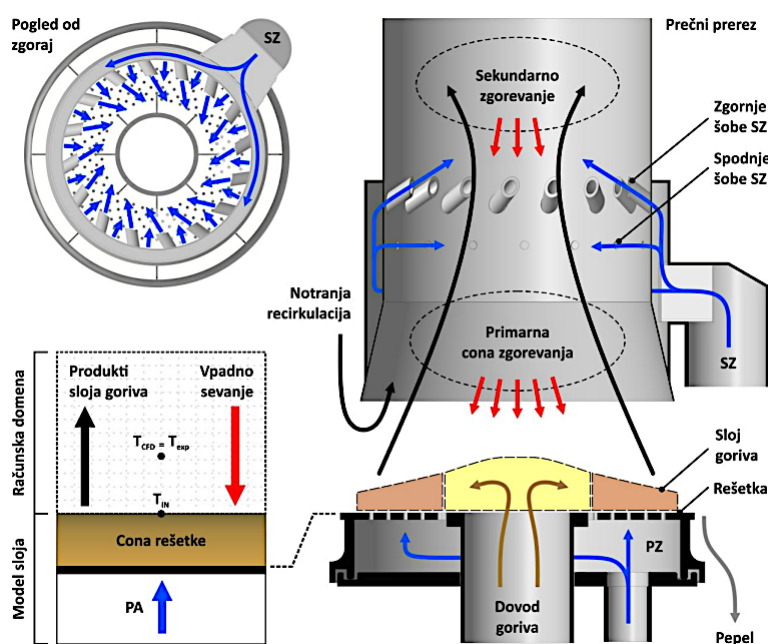 Pogled od
zgoraj
SZ
Prečni prerez
Sekundarno
zgorevanje
Zgornje
šobe SZ
Spodnje
šobe SZ
Notranja
recirkulacija
Primarna
cona zgorevanja
SZ
Računska domena
Produkti
sloja goriva
Vpadno
sevanje
T_CFD = T_exp
T_IN
Model sloja
Cona rešetke
PA
Sloj
goriva
Rešetka
PZ
Dovod
goriva
Pepel